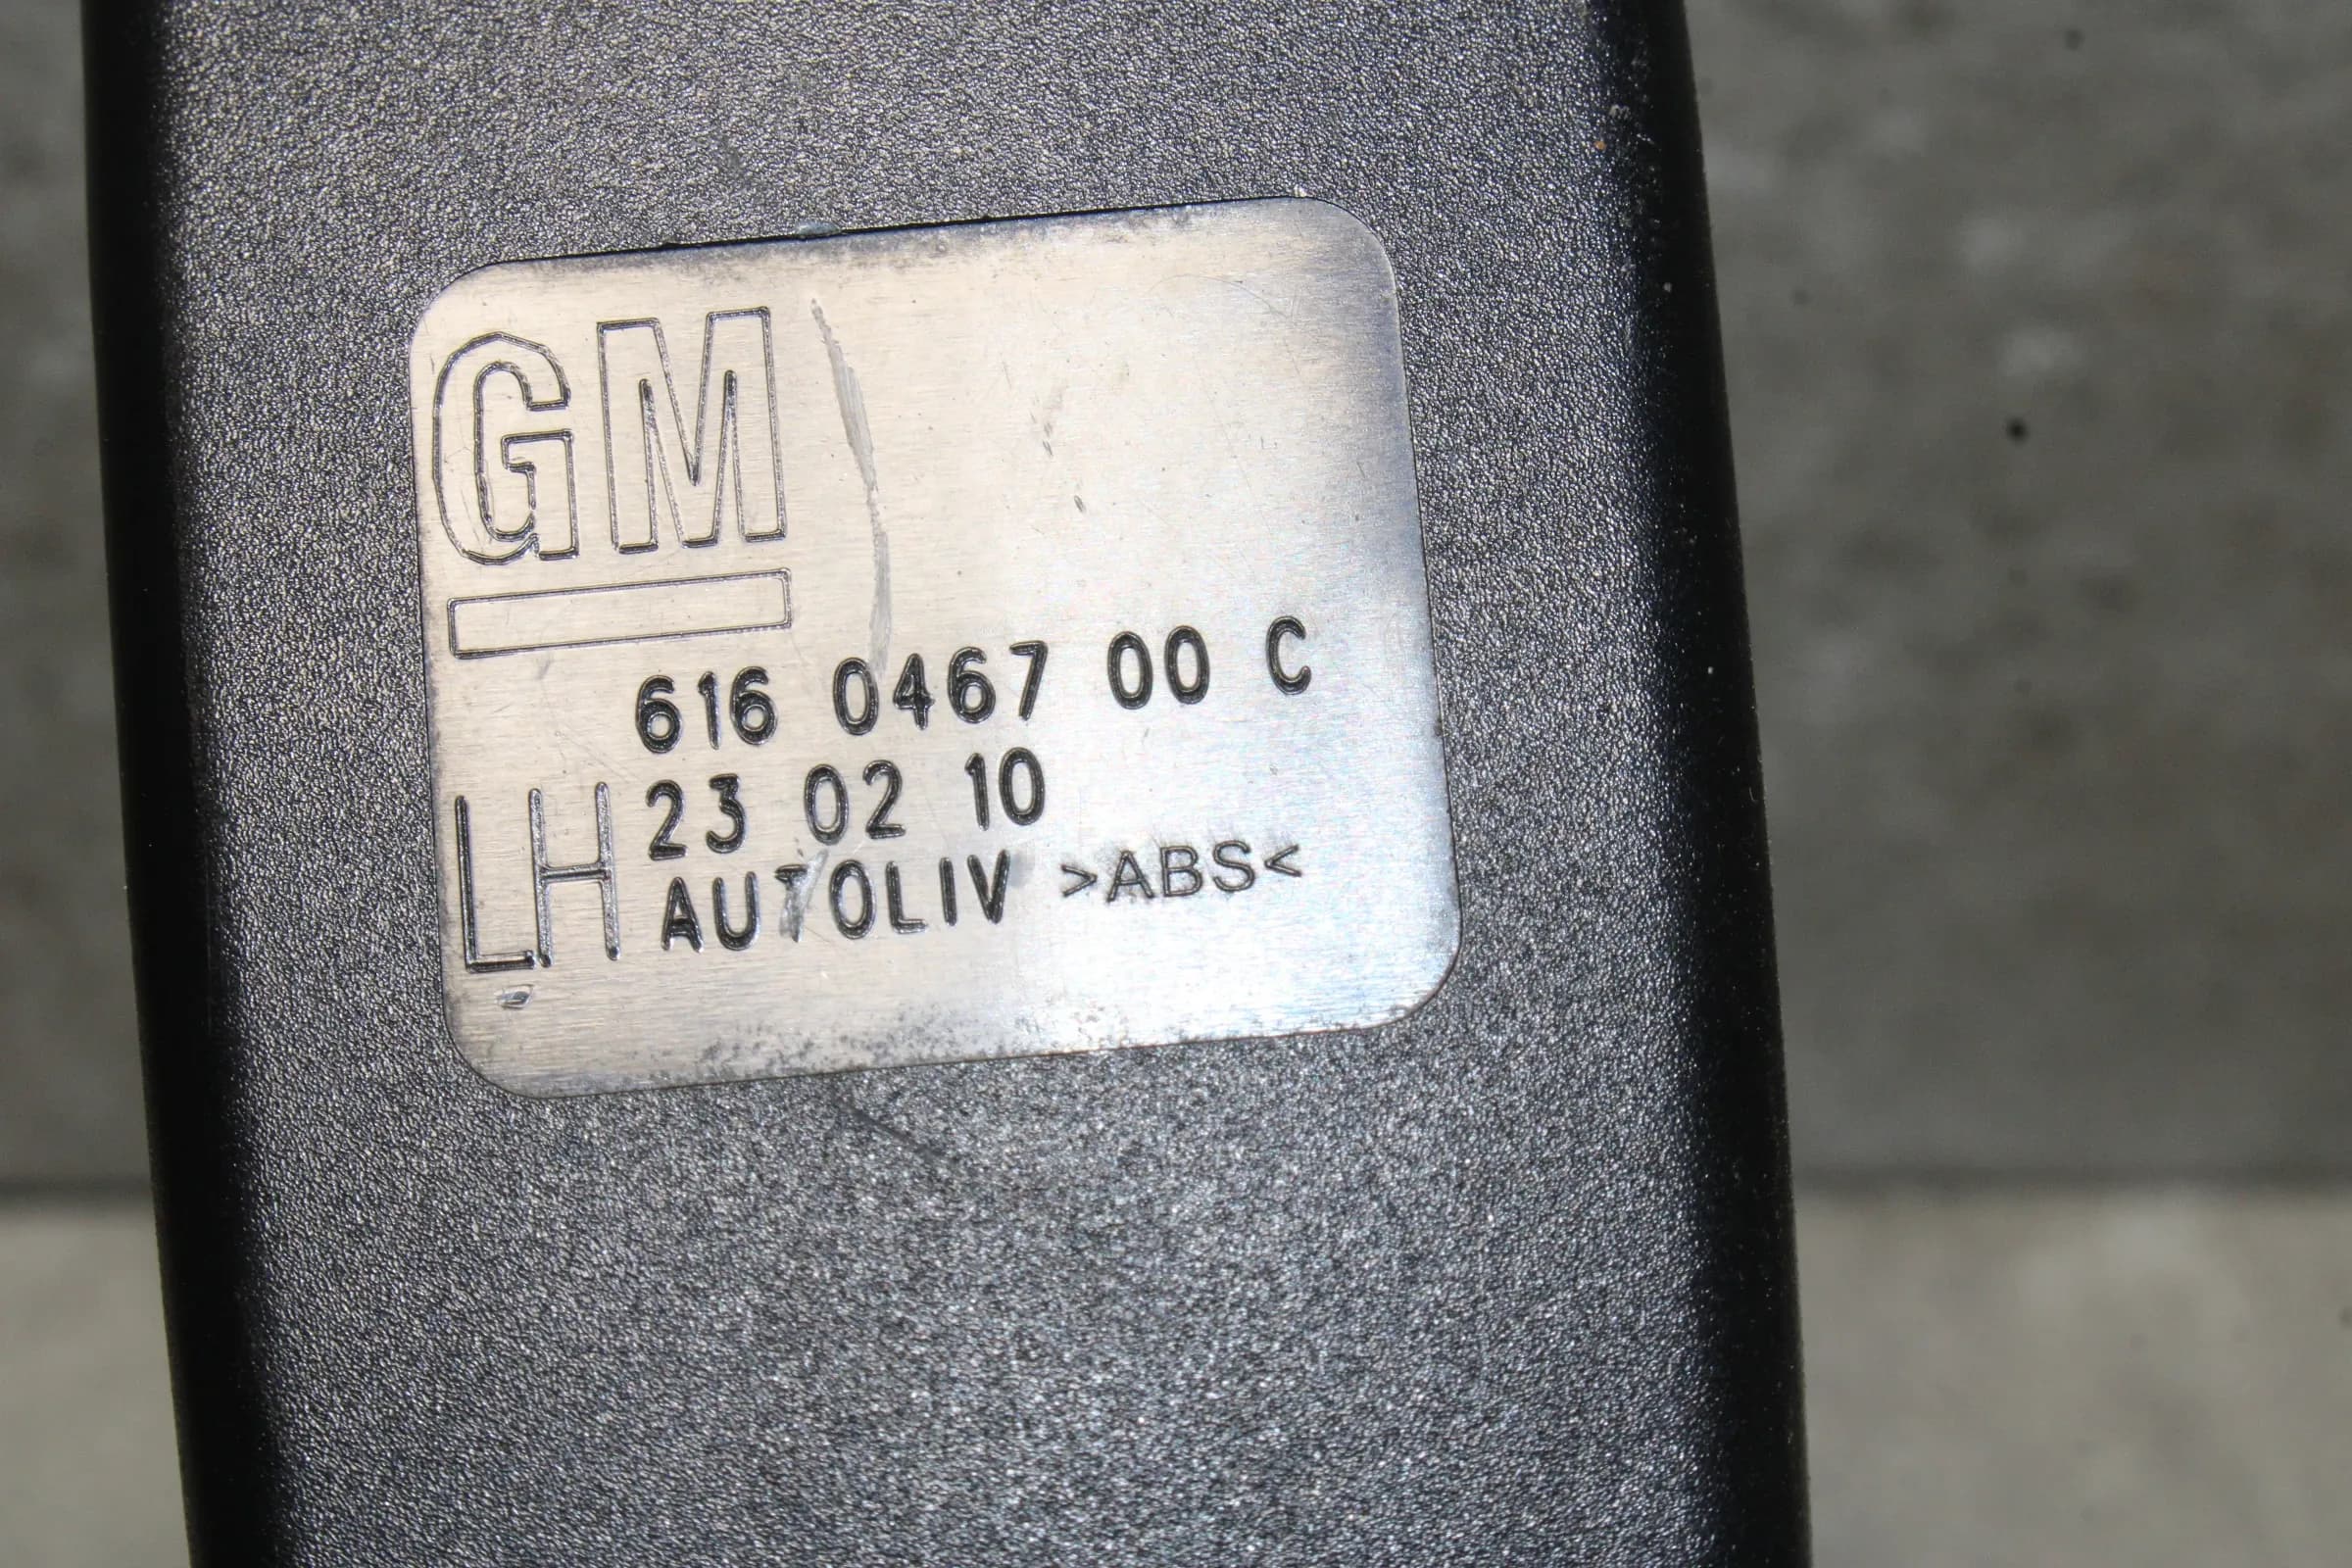 GM
616 0467 00 C
LH 23 02 10
AUTOLIV >ABS<